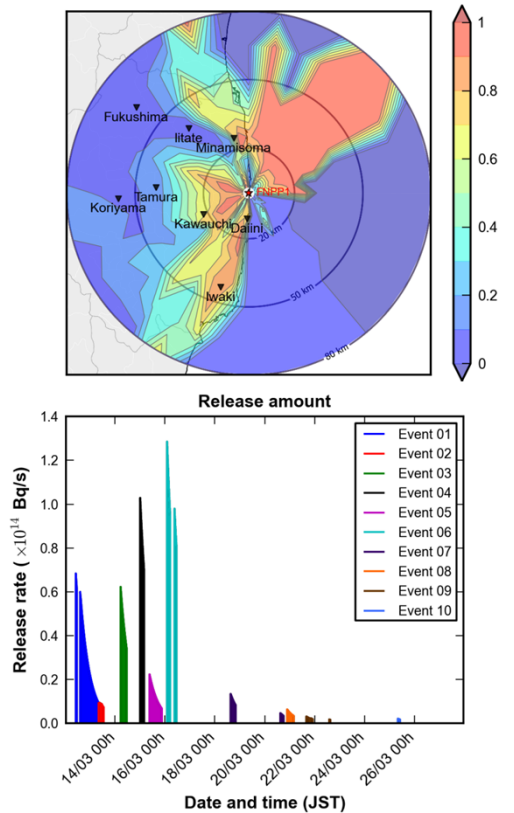 1
0.8
0.6
0.4
0.2
0
Fukushima
Iitate
Minamisoma
FNPP1
Tamura
Koriyama
Kawauchi
Daiini
20 km
Iwaki
50 km
80 km
Release amount
Release rate ( ×10^14 Bq/s)
1.4
1.2
1.0
0.8
0.6
0.4
0.2
0.0
Event 01
Event 02
Event 03
Event 04
Event 05
Event 06
Event 07
Event 08
Event 09
Event 10
14/03 00h
16/03 00h
18/03 00h
20/03 00h
22/03 00h
24/03 00h
26/03 00h
Date and time (JST)